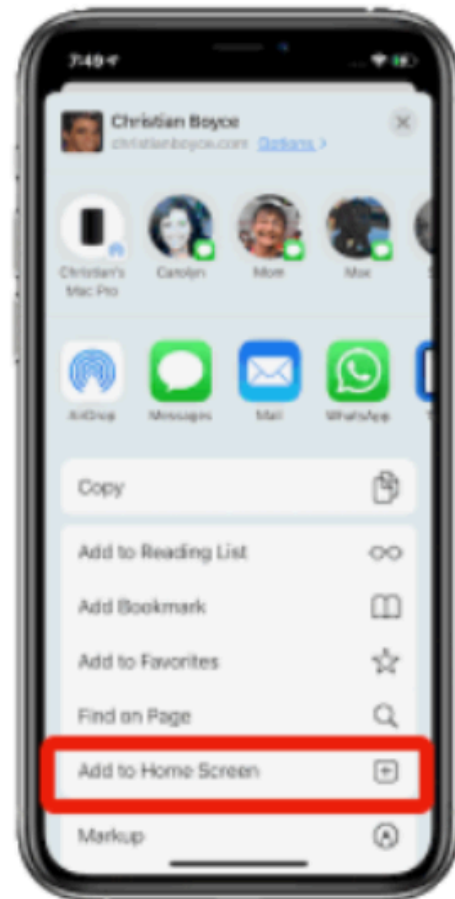 7:49
Christian Boyce
christianboyce.com Options >
Christian's
Mac Pro
Carolyn
Mom
Max
AirDrop
Messages
Mail
WhatsApp
Copy
Add to Reading List
Add Bookmark
Add to Favorites
Find on Page
Add to Home Screen
Markup